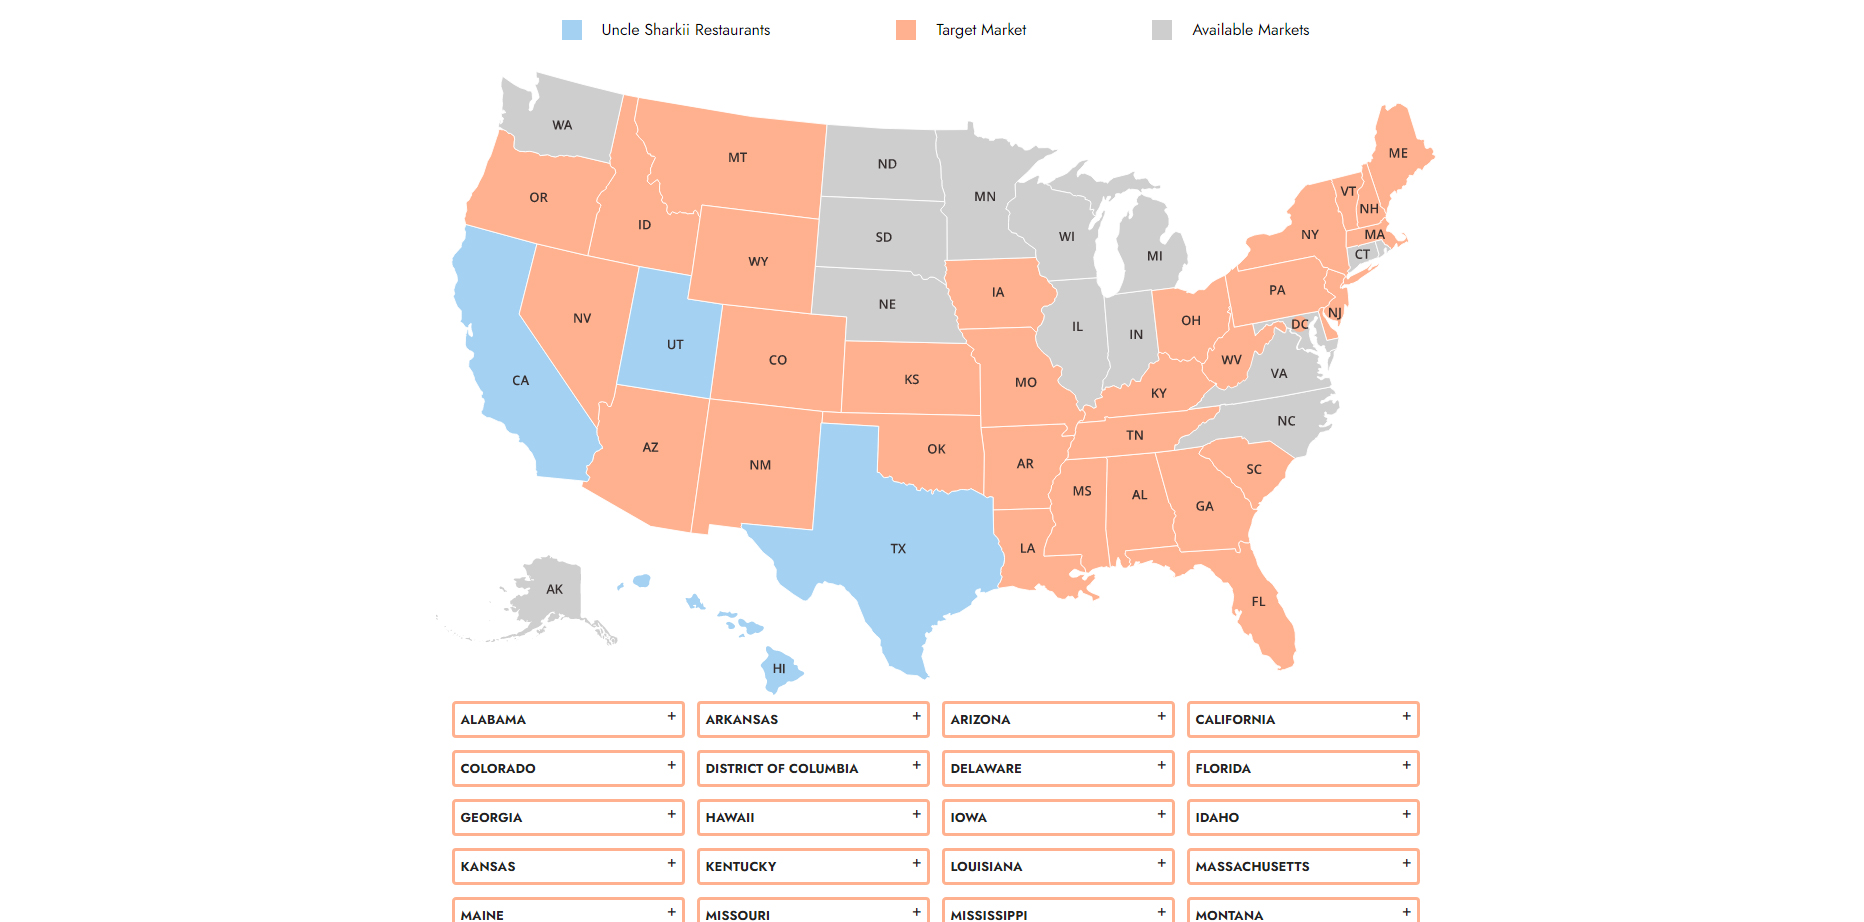 Uncle Sharkii Restaurants
Target Market
Available Markets
WA
MT
ND
MN
ME
OR
ID
VT
NH
SD
WI
NY
MA
MI
CT
WY
IA
PA
NE
NV
NJ
OH
DC
IL
IN
UT
CO
WV
VA
CA
KS
MO
KY
NC
TN
AZ
OK
NM
AR
SC
MS
AL
GA
TX
LA
AK
FL
HI
ALABAMA +
ARKANSAS +
ARIZONA +
CALIFORNIA +
COLORADO +
DISTRICT OF COLUMBIA +
DELAWARE +
FLORIDA +
GEORGIA +
HAWAII +
IOWA +
IDAHO +
KANSAS +
KENTUCKY +
LOUISIANA +
MASSACHUSETTS +
MAINE +
MISSOURI +
MISSISSIPPI +
MONTANA +